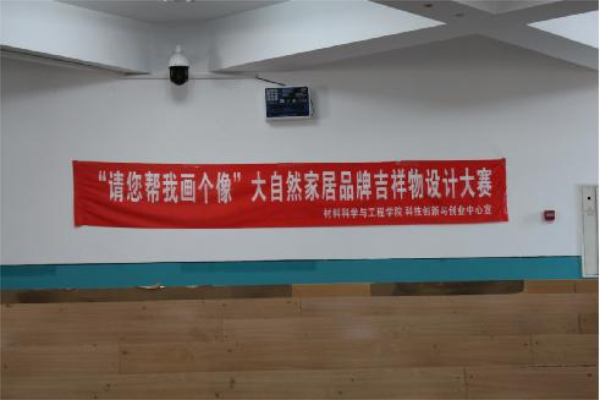 “请您帮我画个像”大自然家居品牌吉祥物设计大赛
材料科学与工程学院 科技创新与创业中心宣